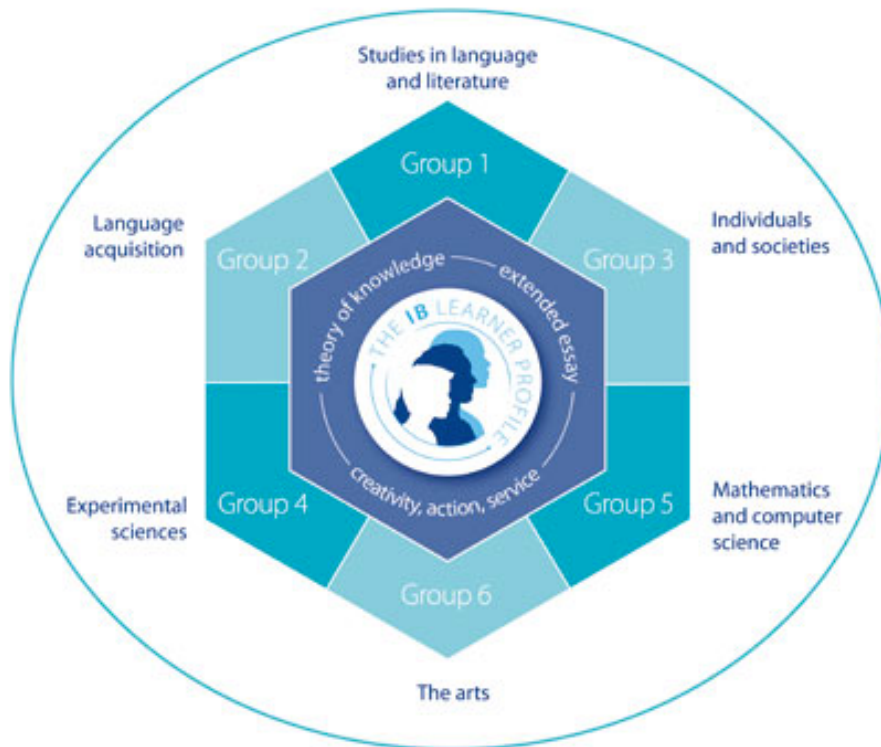 Studies in language
and literature
Group 1
Language
acquisition
Group 2
Individuals
and societies
Group 3
theory of knowledge
extended essay
creativity, action, service
THE IB LEARNER PROFILE
Experimental
sciences
Group 4
Mathematics
and computer
science
Group 5
Group 6
The arts